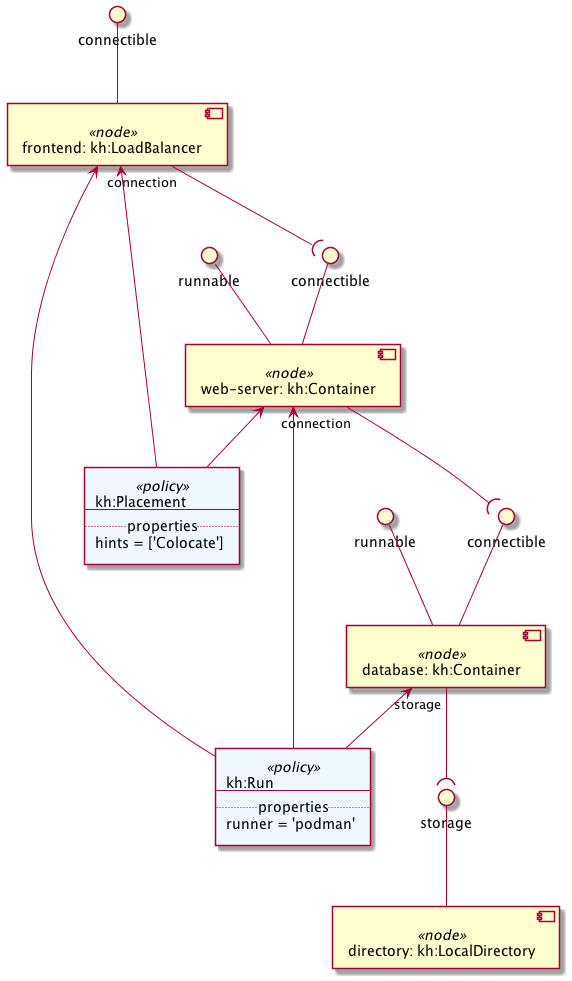 connectible
«node»
frontend: kh:LoadBalancer
connection
runnable
connectible
«node»
web-server: kh:Container
connection
«policy»
kh:Placement
properties
hints = ['Colocate']
runnable
connectible
«node»
database: kh:Container
storage
«policy»
kh:Run
properties
runner = 'podman'
storage
«node»
directory: kh:LocalDirectory